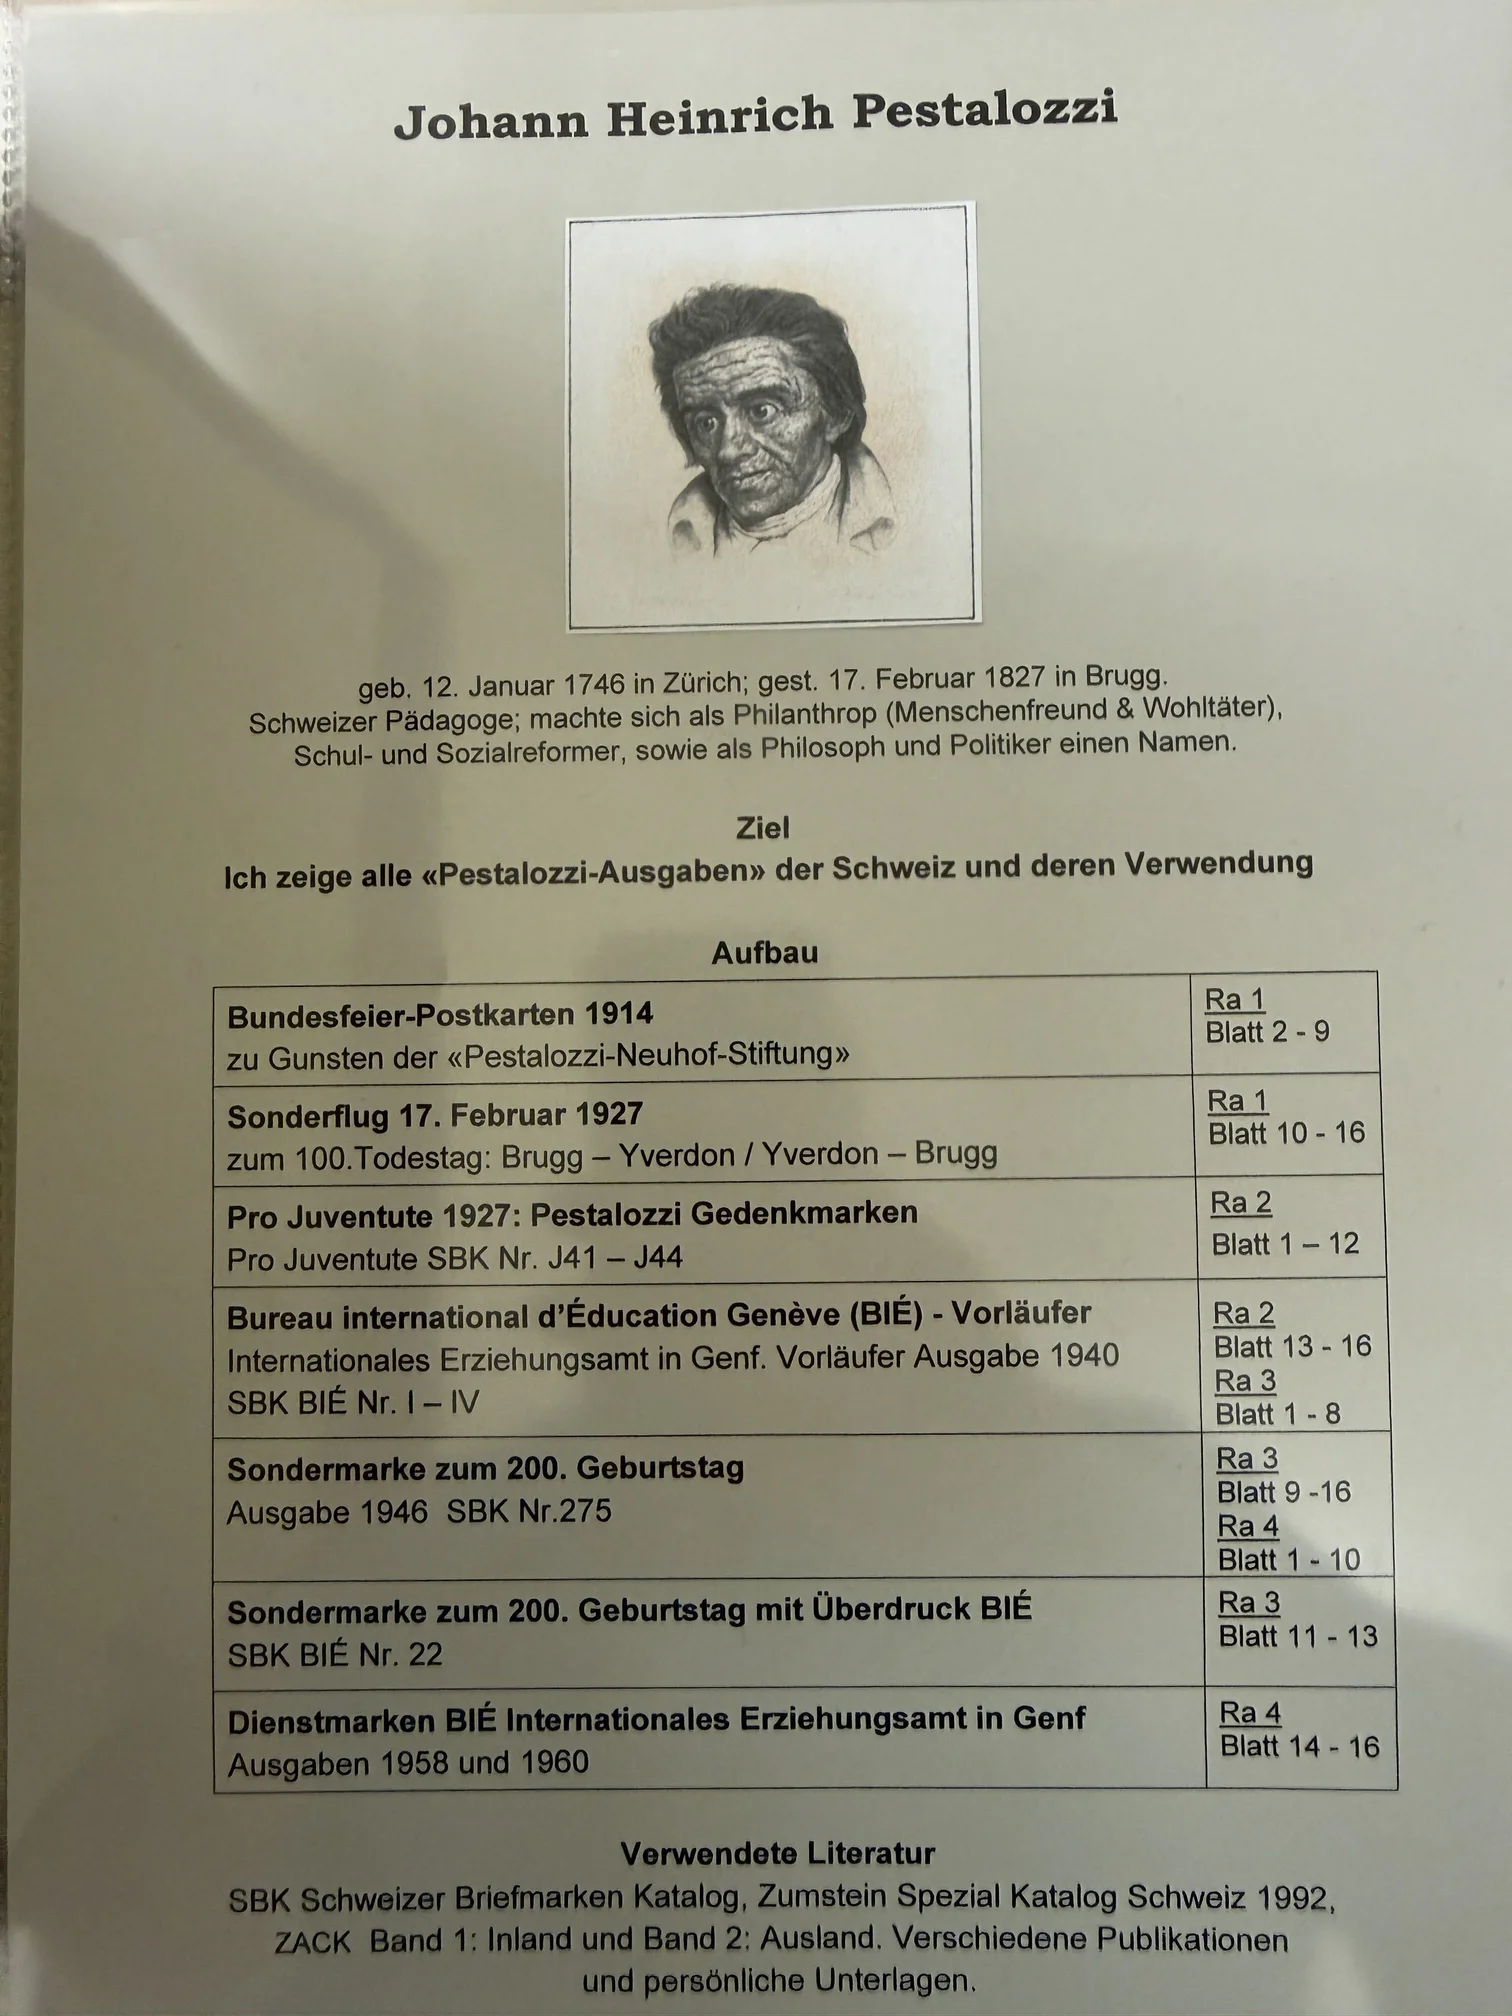 Johann Heinrich Pestalozzi
geb. 12. Januar 1746 in Zürich; gest. 17. Februar 1827 in Brugg.
Schweizer Pädagoge; machte sich als Philanthrop (Menschenfreund & Wohltäter),
Schul- und Sozialreformer, sowie als Philosoph und Politiker einen Namen.
Ziel
Ich zeige alle «Pestalozzi-Ausgaben» der Schweiz und deren Verwendung
Aufbau
Bundesfeier-Postkarten 1914
zu Gunsten der «Pestalozzi-Neuhof-Stiftung»
Ra 1
Blatt 2 - 9
Sonderflug 17. Februar 1927
zum 100.Todestag: Brugg – Yverdon / Yverdon – Brugg
Ra 1
Blatt 10 - 16
Pro Juventute 1927: Pestalozzi Gedenkmarken
Pro Juventute SBK Nr. J41 – J44
Ra 2
Blatt 1 – 12
Bureau international d’Éducation Genève (BIÉ) - Vorläufer
Internationales Erziehungsamt in Genf. Vorläufer Ausgabe 1940
SBK BIÉ Nr. I – IV
Ra 2
Blatt 13 - 16
Ra 3
Blatt 1 - 8
Sondermarke zum 200. Geburtstag
Ausgabe 1946  SBK Nr.275
Ra 3
Blatt 9 -16
Ra 4
Blatt 1 - 10
Sondermarke zum 200. Geburtstag mit Überdruck BIÉ
SBK BIÉ Nr. 22
Ra 3
Blatt 11 - 13
Dienstmarken BIÉ Internationales Erziehungsamt in Genf
Ausgaben 1958 und 1960
Ra 4
Blatt 14 - 16
Verwendete Literatur
SBK Schweizer Briefmarken Katalog, Zumstein Spezial Katalog Schweiz 1992,
ZACK  Band 1: Inland und Band 2: Ausland. Verschiedene Publikationen
und persönliche Unterlagen.